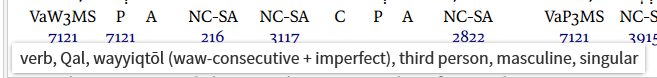 VaW3MS P A NC-SA NC-SA C P A NC-SA VaP3MS NC-S
7121 7121 216 3117 2822 7121 3915
verb, Qal, wayyiqtōl (waw-consecutive + imperfect), third person, masculine, singular